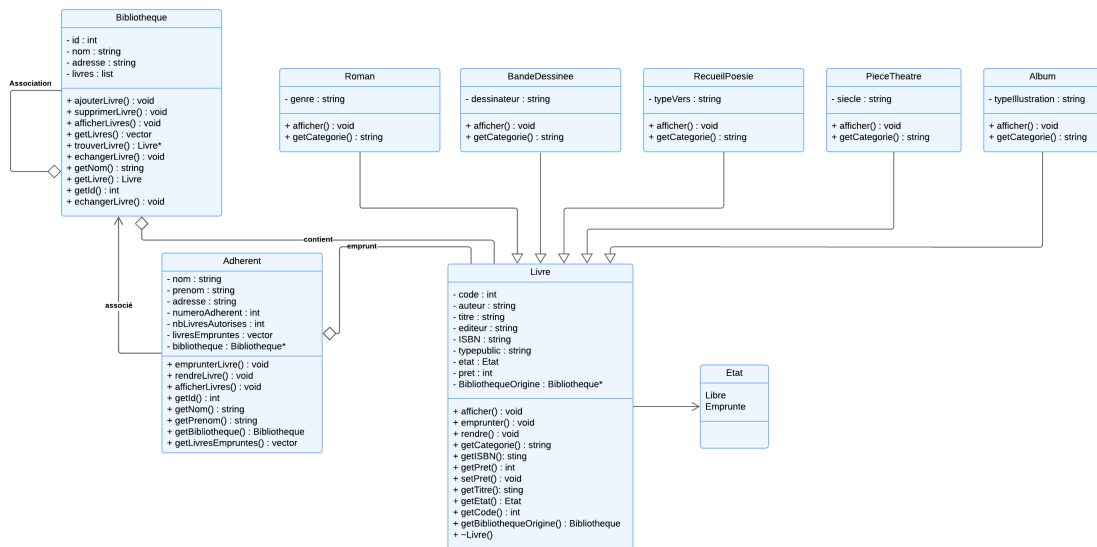 Bibliotheque
- id : int
- nom : string
- adresse : string
- livres : list
+ ajouterLivre() : void
+ supprimerLivre() : void
+ afficherLivres() : void
+ getLivres() : vector
+ trouverLivre() : Livre*
+ echangerLivre() : void
+ getNom() : string
+ getLivre() : Livre
+ getId() : int
+ echangerLivre() : void
Association
Roman
- genre : string
+ afficher() : void
+ getCategorie() : string
BandeDessinee
- dessinateur : string
+ afficher() : void
+ getCategorie() : string
RecueilPoesie
- typeVers : string
+ afficher() : void
+ getCategorie() : string
PieceTheatre
- siecle : string
+ afficher() : void
+ getCategorie() : string
Album
- typeIllustration : string
+ afficher() : void
+ getCategorie() : string
contient
emprunt
associé
Adherent
- nom : string
- prenom : string
- adresse : string
- numeroAdherent : int
- nbLivresAutorises : int
- livresEmpruntes : vector
- bibliotheque : Bibliotheque*
+ emprunterLivre() : void
+ rendreLivre() : void
+ afficherLivres() : void
+ getId() : int
+ getNom() : string
+ getPrenom() : string
+ getBibliotheque() : Bibliotheque
+ getLivresEmpruntes() : vector
Livre
- code : int
- auteur : string
- titre : string
- editeur : string
- ISBN : string
- typepublic : string
- etat : Etat
- pret : int
- BibliothequeOrigine : Bibliotheque*
+ afficher() : void
+ emprunter() : void
+ rendre() : void
+ getCategorie() : string
+ getISBN(): sting
+ getPret() : int
+ setPret() : void
+ getTitre(): sting
+ getEtat() : Etat
+ getCode() : int
+ getBibliothequeOrigine() : Bibliotheque
+ ~Livre()
Etat
Libre
Emprunte